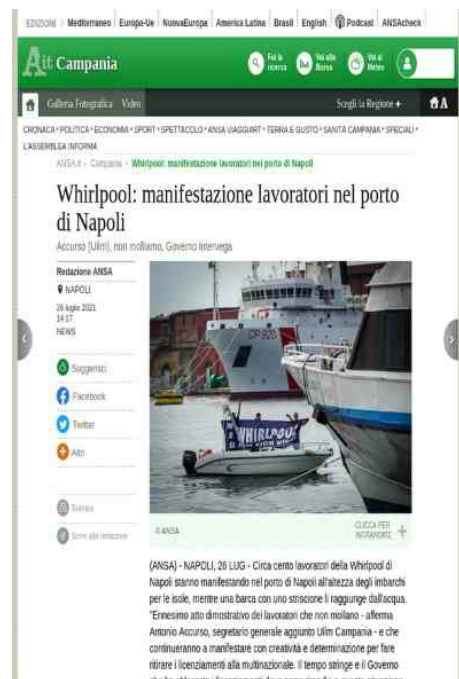 EDIZIONI Mediterraneo Europa-Ue NuovaEuropa America Latina Brasil English Podcast ANSAcheck
Ait Campania
Fai la ricerca
Vai alla Borsa
Vai al Meteo
Galleria Fotografica Video
Scegli la Regione +
CRONACA • POLITICA • ECONOMIA • SPORT • SPETTACOLO • ANSA VIAGGIART • TERRA E GUSTO • SANITÀ CAMPANIA • SPECIALI •
L'ASSEMBLEA INFORMA
ANSA.it › Campania › Whirlpool: manifestazione lavoratori nel porto di Napoli
Whirlpool: manifestazione lavoratori nel porto
di Napoli
Accurso (Uilm), non molliamo, Governo intervega
Redazione ANSA
NAPOLI
26 luglio 2021
14:17
NEWS
Suggerisci
Facebook
Twitter
Altri
Stampa
Scrivi alla redazione
CP 920
WHIRLPOOL
© ANSA
CLICCA PER
INGRANDIRE +
(ANSA) - NAPOLI, 26 LUG - Circa cento lavoratori della Whirlpool di
Napoli stanno manifestando nel porto di Napoli all'altezza degli imbarchi
per le isole, mentre una barca con uno striscione li raggiunge dall'acqua.
"Ennesimo atto dimostrativo dei lavoratori che non mollano - afferma
Antonio Accurso, segretario generale aggiunto Uilm Campania - e che
continueranno a manifestare con creatività e determinazione per fare
ritirare i licenziamenti alla multinazionale. Il tempo stringe e il Governo